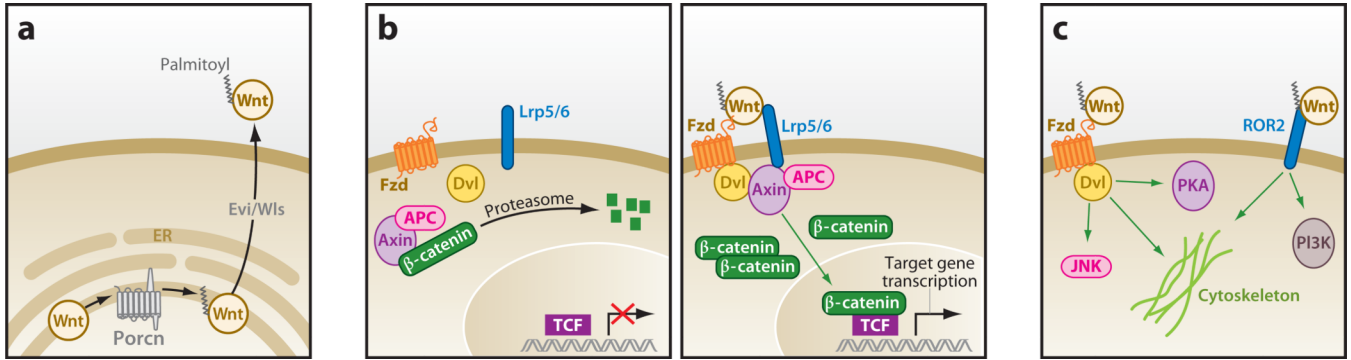 a
Palmitoyl
Wnt
Evi/Wls
ER
Wnt
Porcn
Wnt
b
Lrp5/6
Fzd
Dvl
APC
Axin
β-catenin
Proteasome
TCF
Wnt
Fzd
Lrp5/6
Dvl
Axin
APC
β-catenin
β-catenin
β-catenin
Target gene
transcription
β-catenin
TCF
c
Wnt
Fzd
Dvl
PKA
JNK
ROR2
Wnt
PI3K
Cytoskeleton